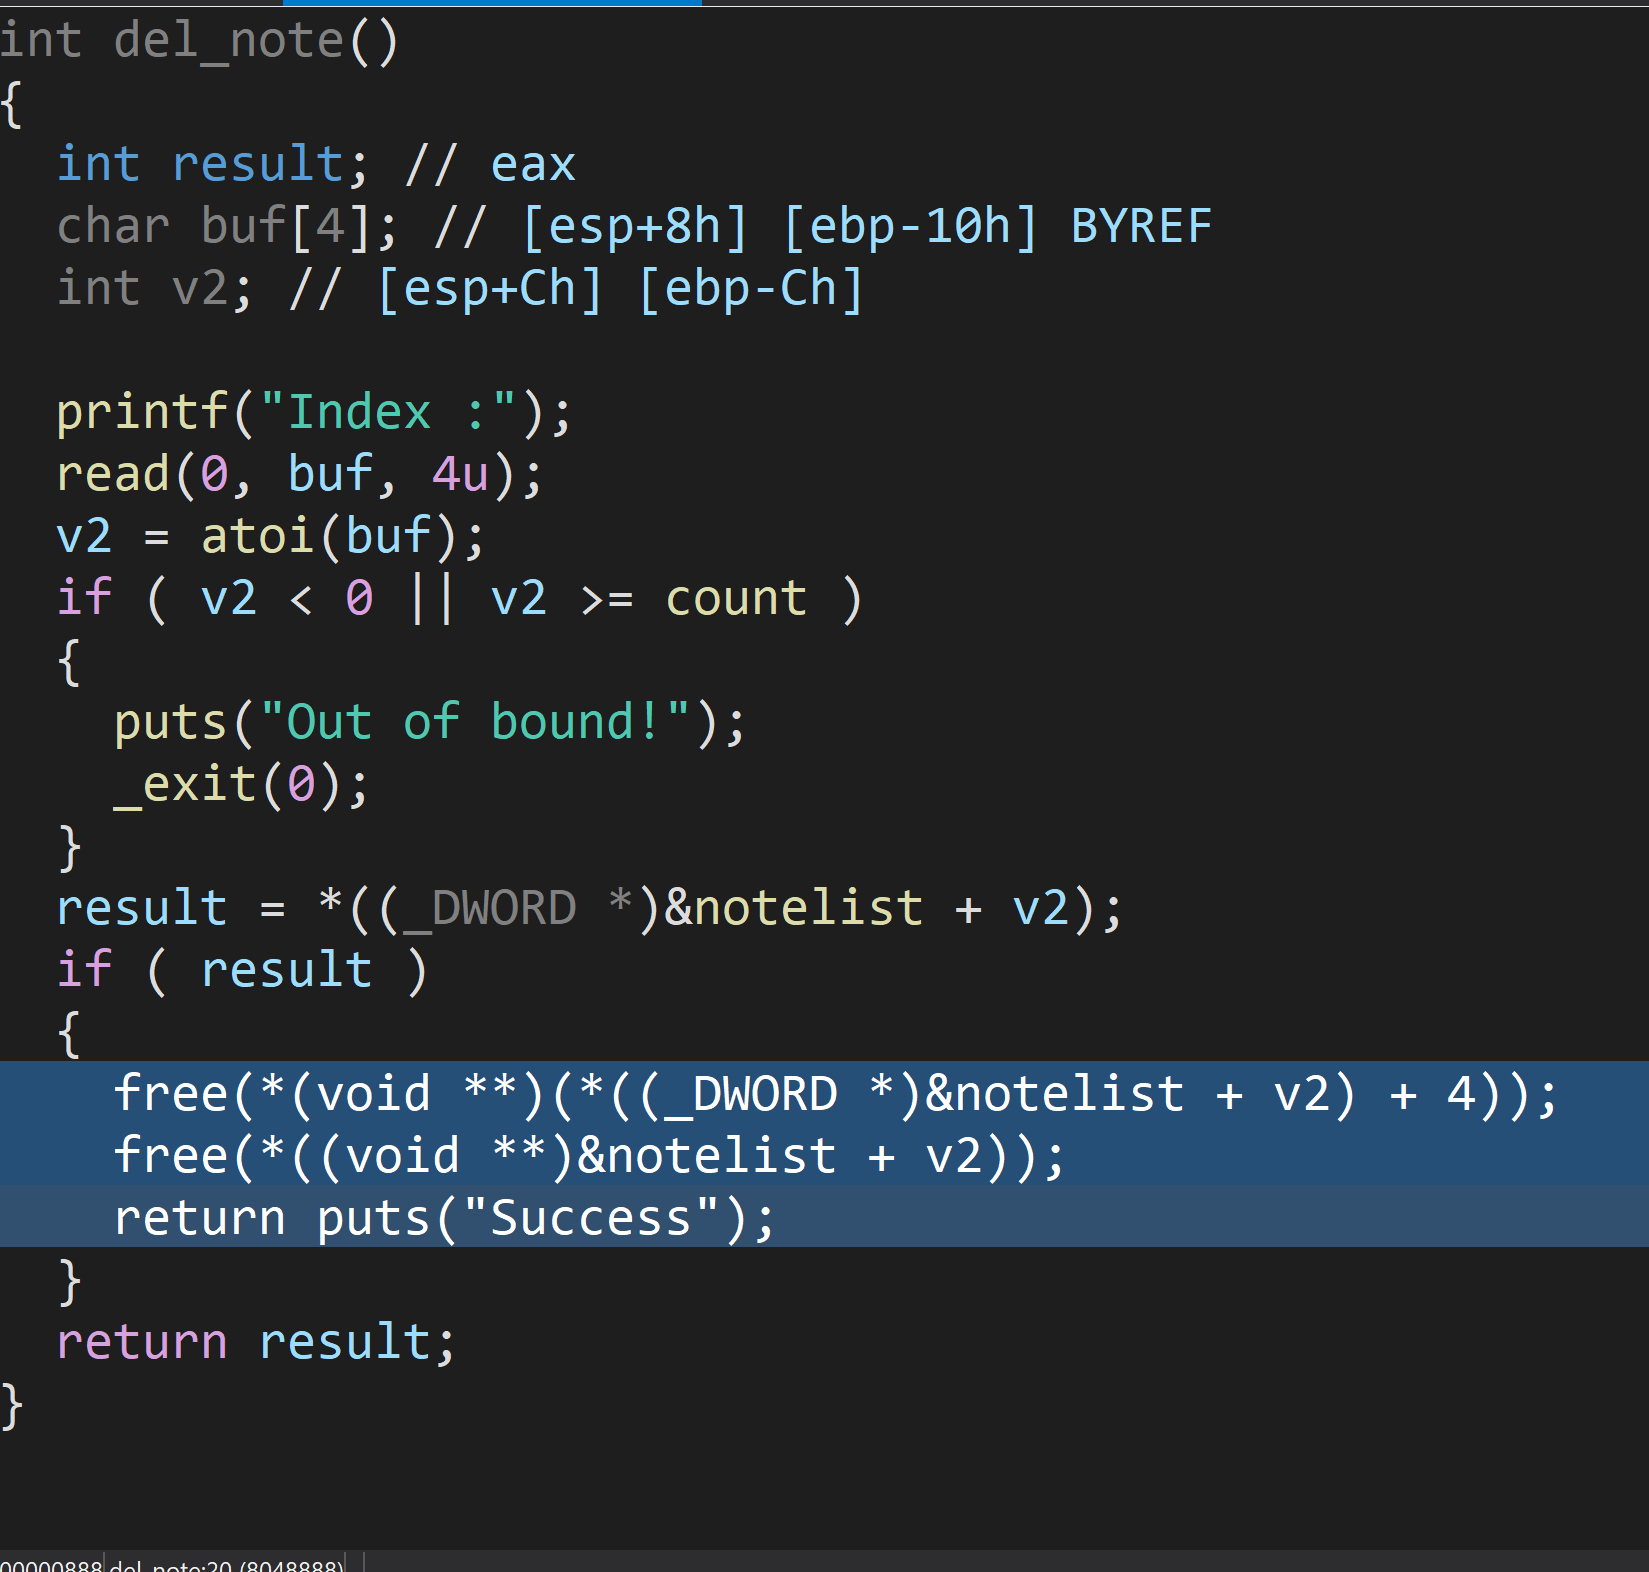 int del_note()
{
  int result; // eax
  char buf[4]; // [esp+8h] [ebp-10h] BYREF
  int v2; // [esp+Ch] [ebp-Ch]

  printf("Index :");
  read(0, buf, 4u);
  v2 = atoi(buf);
  if ( v2 < 0 || v2 >= count )
  {
    puts("Out of bound!");
    _exit(0);
  }
  result = *((_DWORD *)&notelist + v2);
  if ( result )
  {
    free(*(void **)(*((_DWORD *)&notelist + v2) + 4));
    free(*((void **)&notelist + v2));
    return puts("Success");
  }
  return result;
}
00000888 del_note:20 (8048888)